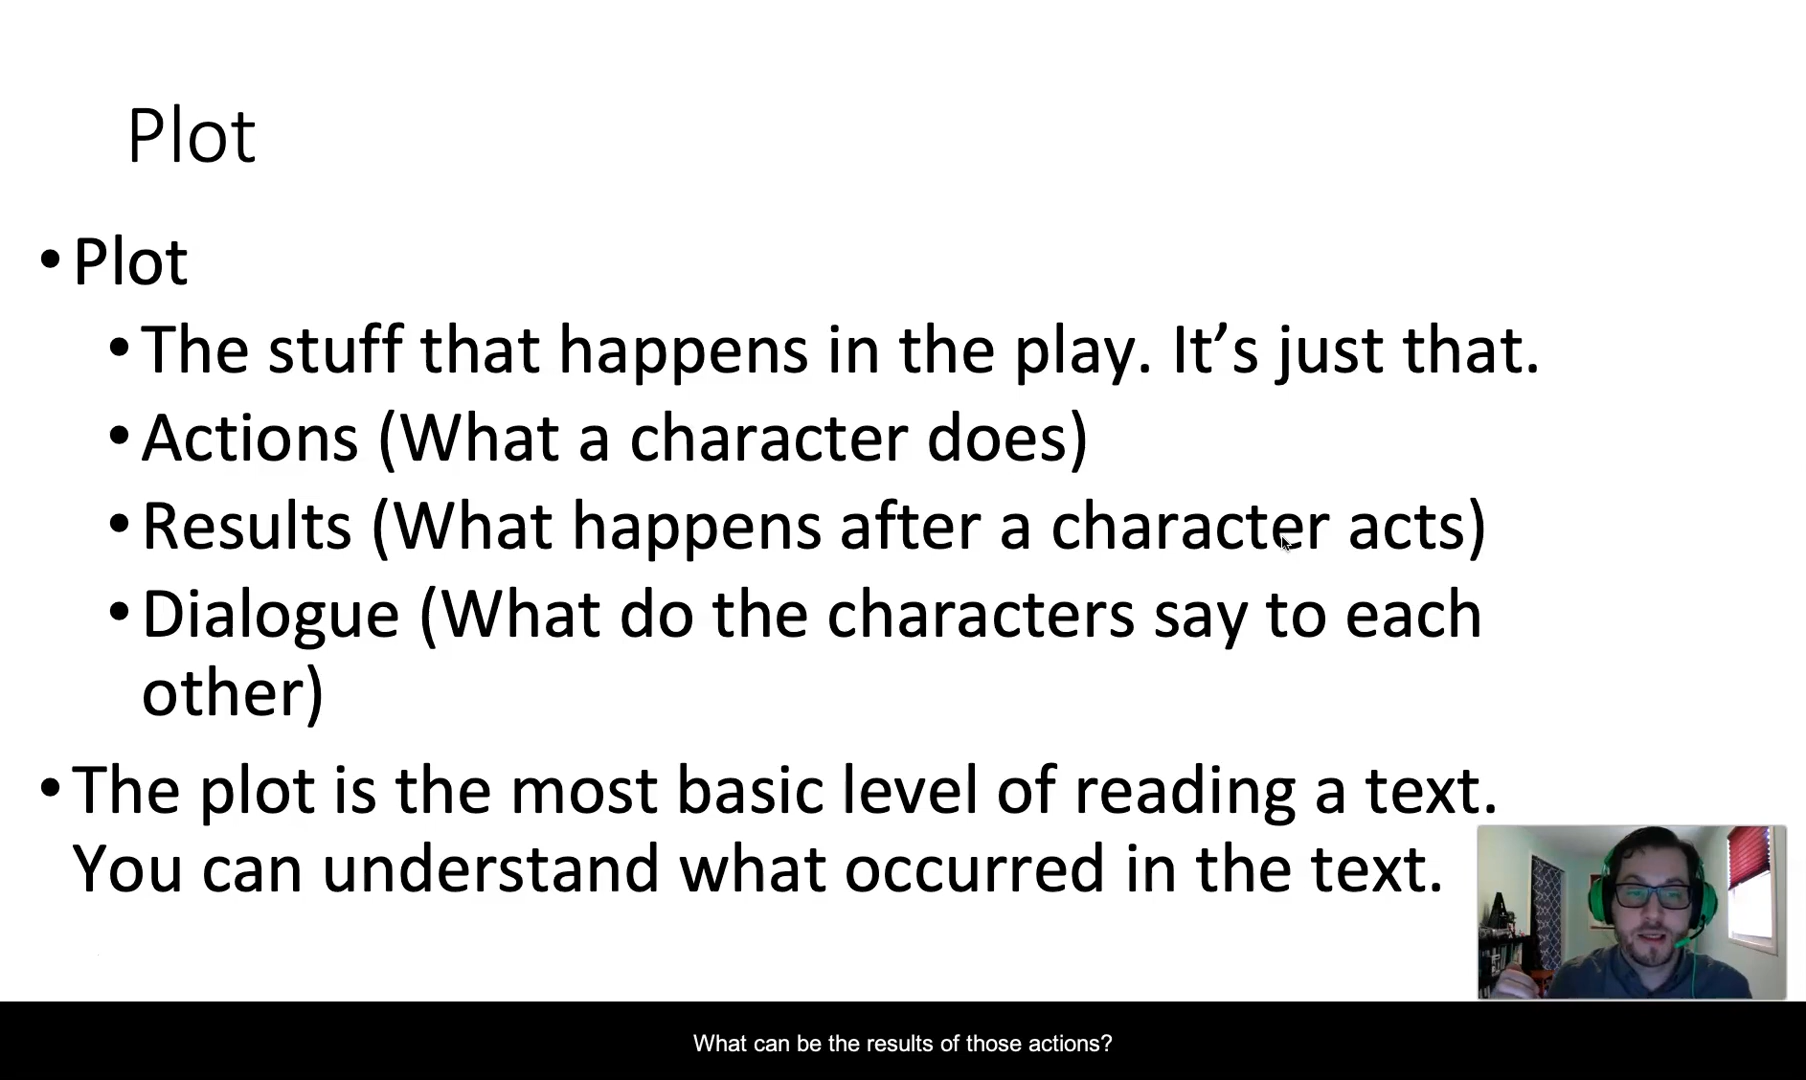 Plot
• Plot
• The stuff that happens in the play. It’s just that.
• Actions (What a character does)
• Results (What happens after a character acts)
• Dialogue (What do the characters say to each
other)
• The plot is the most basic level of reading a text.
You can understand what occurred in the text.
What can be the results of those actions?